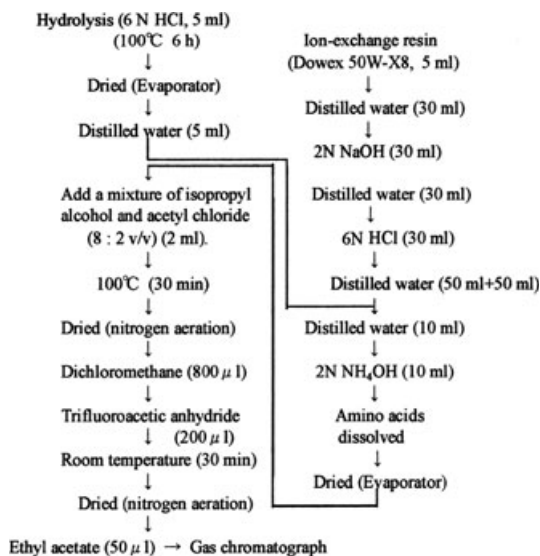 Hydrolysis (6 N HCl, 5 ml)
(100℃ 6 h)
↓
Dried (Evaporator)
↓
Distilled water (5 ml)
Add a mixture of isopropyl
alcohol and acetyl chloride
(8 : 2 v/v) (2 ml).
↓
100℃ (30 min)
↓
Dried (nitrogen aeration)
↓
Dichloromethane (800 μ l)
↓
Trifluoroacetic anhydride
↓ (200 μ l)
Room temperature (30 min)
↓
Dried (nitrogen aeration)
↓
Ethyl acetate (50 μ l) → Gas chromatograph
Ion-exchange resin
(Dowex 50W-X8, 5 ml)
↓
Distilled water (30 ml)
↓
2N NaOH (30 ml)
Distilled water (30 ml)
↓
6N HCl (30 ml)
↓
Distilled water (50 ml+50 ml)
Distilled water (10 ml)
↓
2N NH₄OH (10 ml)
↓
Amino acids
dissolved
↓
Dried (Evaporator)